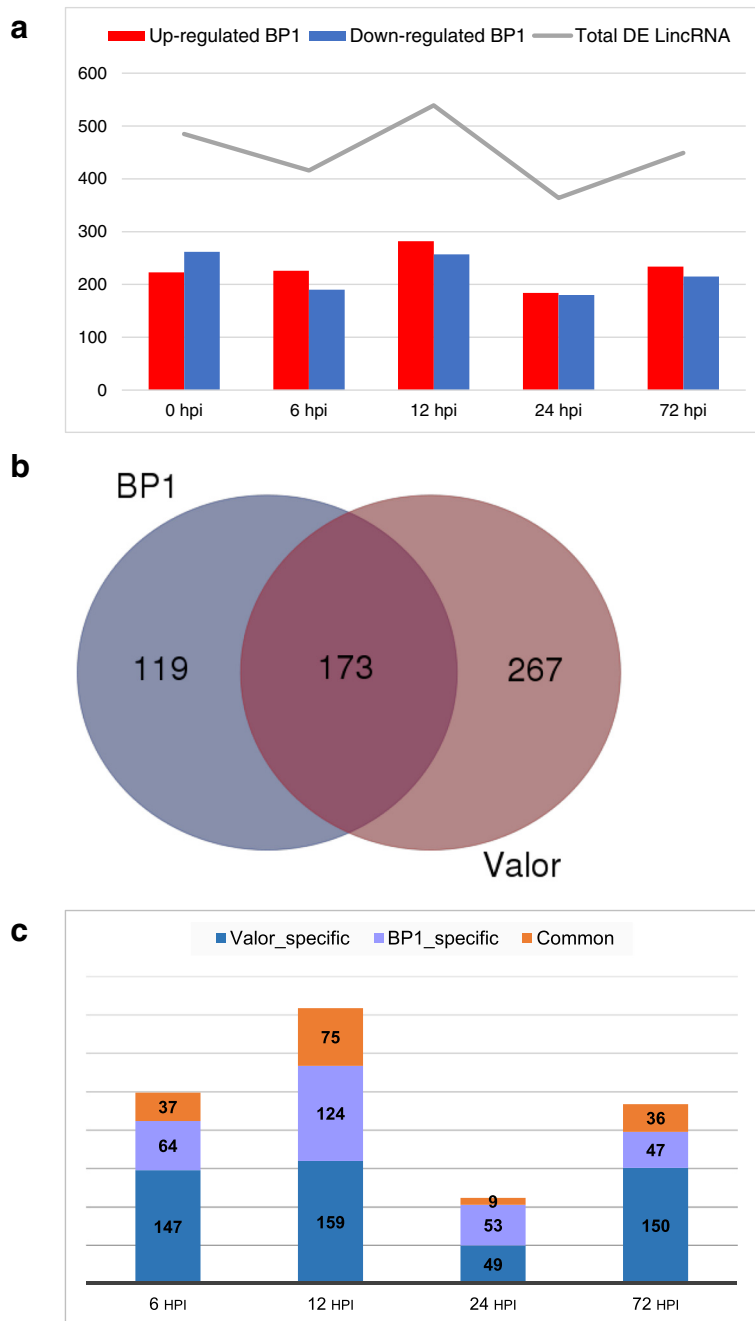 a
Up-regulated BP1 Down-regulated BP1 Total DE LincRNA
600
500
400
300
200
100
0
0 hpi 6 hpi 12 hpi 24 hpi 72 hpi
b
BP1
119 173 267
Valor
c
Valor_specific BP1_specific Common
37
64
147
75
124
159
9
53
49
36
47
150
6 HPI 12 HPI 24 HPI 72 HPI